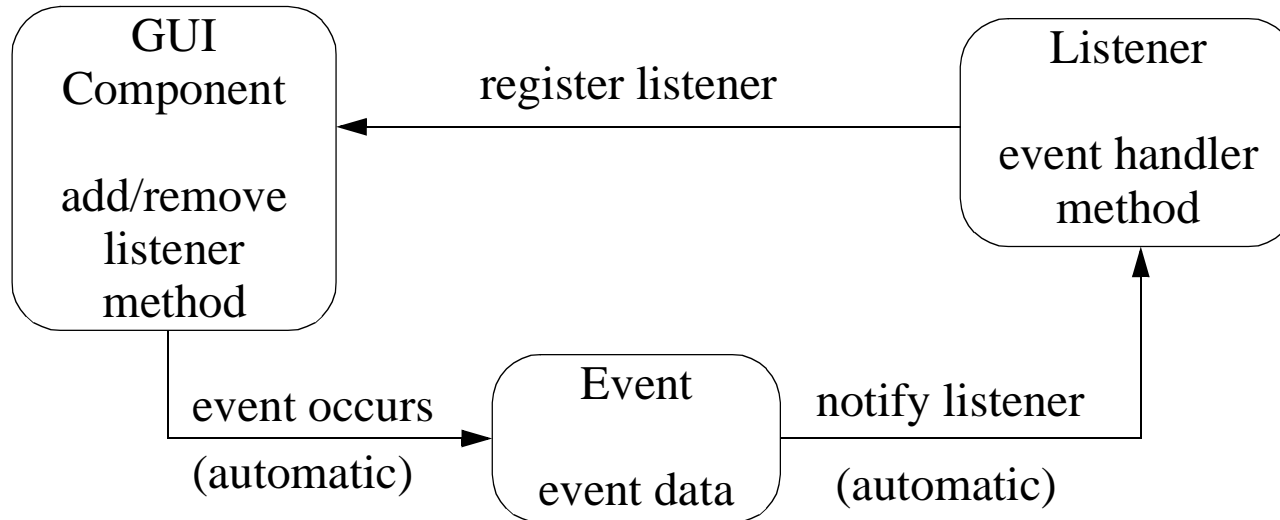 GUI
Component
add/remove
listener
method
register listener
Listener
event handler
method
event occurs
(automatic)
Event
event data
notify listener
(automatic)